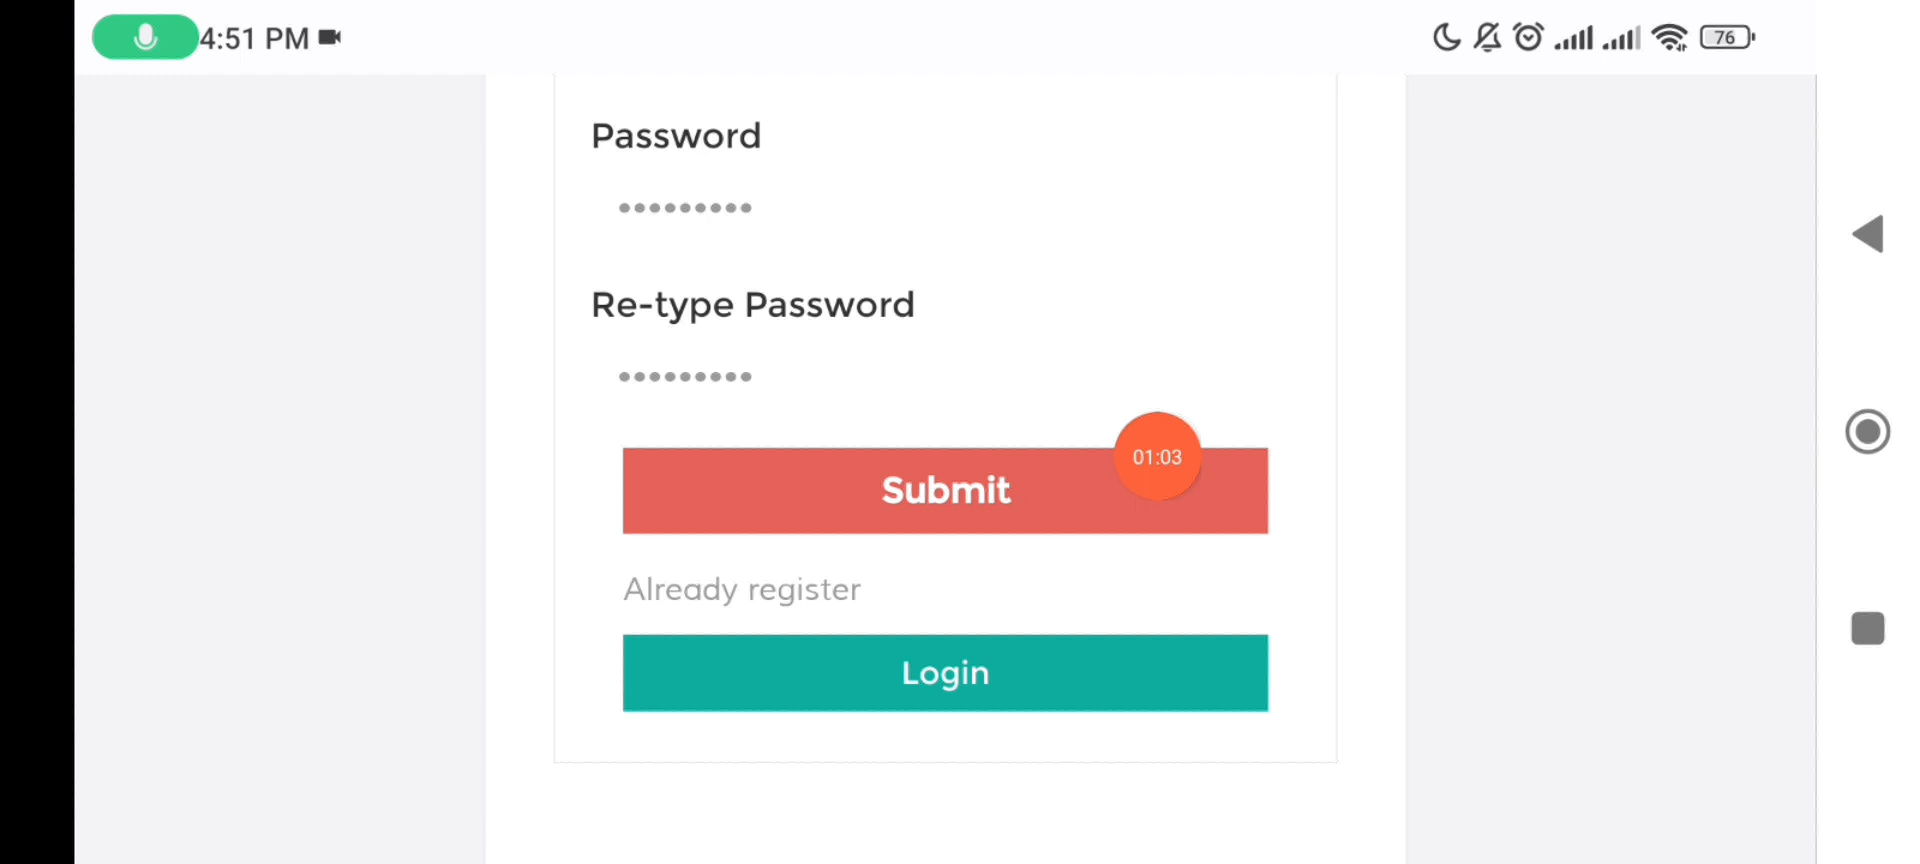 4:51 PM 76
Password
•••••••••
Re-type Password
•••••••••
01:03
Submit
Already register
Login